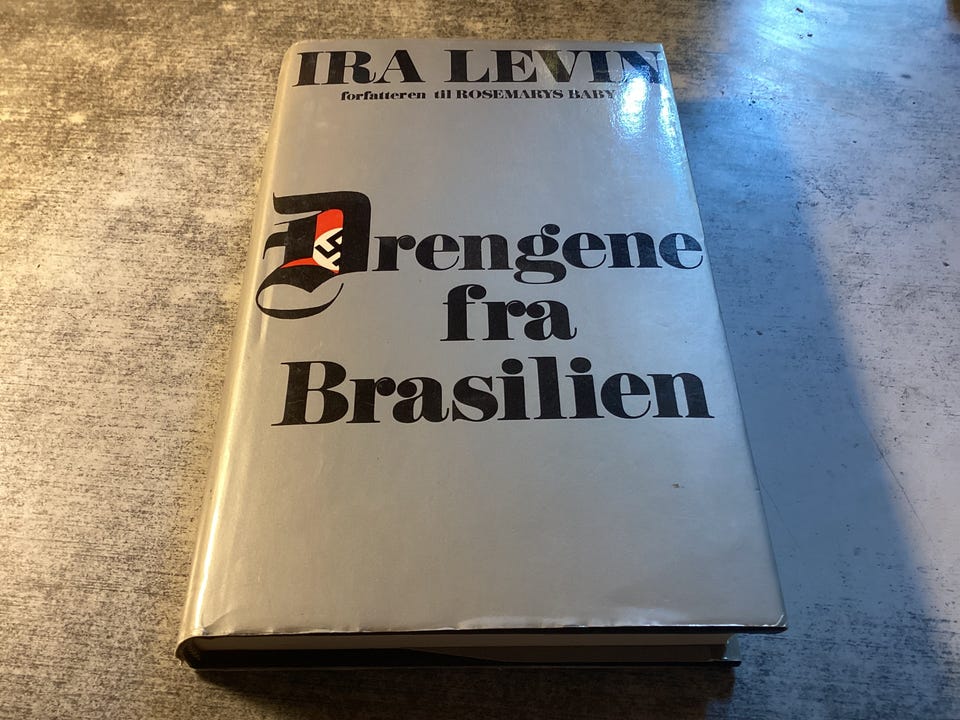 IRA LEVIN
forfatteren til ROSEMARYS BABY
Drengene
fra
Brasilien